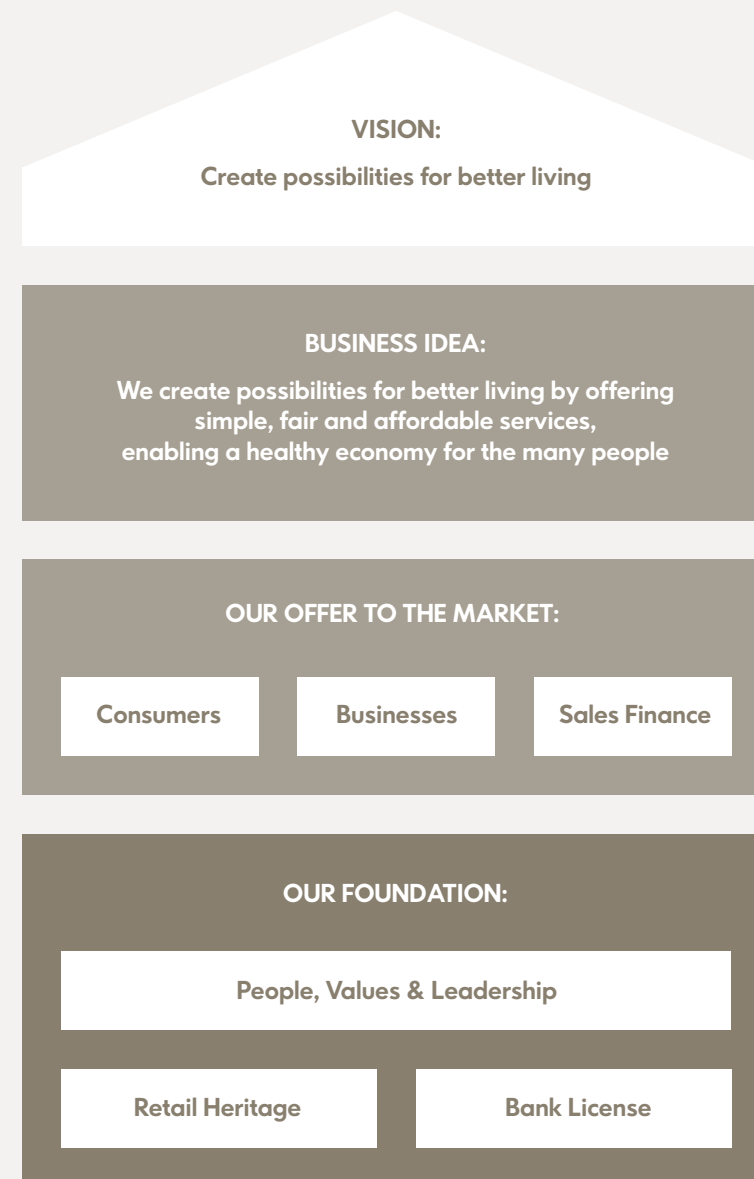 VISION:
Create possibilities for better living
BUSINESS IDEA:
We create possibilities for better living by offering
simple, fair and affordable services,
enabling a healthy economy for the many people
OUR OFFER TO THE MARKET:
Consumers
Businesses
Sales Finance
OUR FOUNDATION:
People, Values & Leadership
Retail Heritage
Bank License